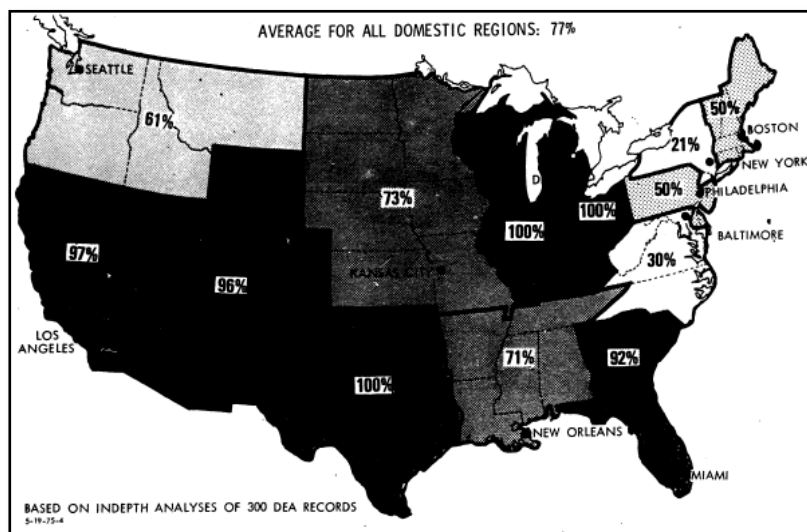 AVERAGE FOR ALL DOMESTIC REGIONS: 77%
SEATTLE
61%
50%
BOSTON
21%
NEW YORK
50%
PHILADELPHIA
73%
D
100%
100%
BALTIMORE
97%
96%
KANSAS CITY
30%
LOS
ANGELES
100%
71%
92%
NEW ORLEANS
MIAMI
BASED ON INDEPTH ANALYSES OF 300 DEA RECORDS
5-19-75-4